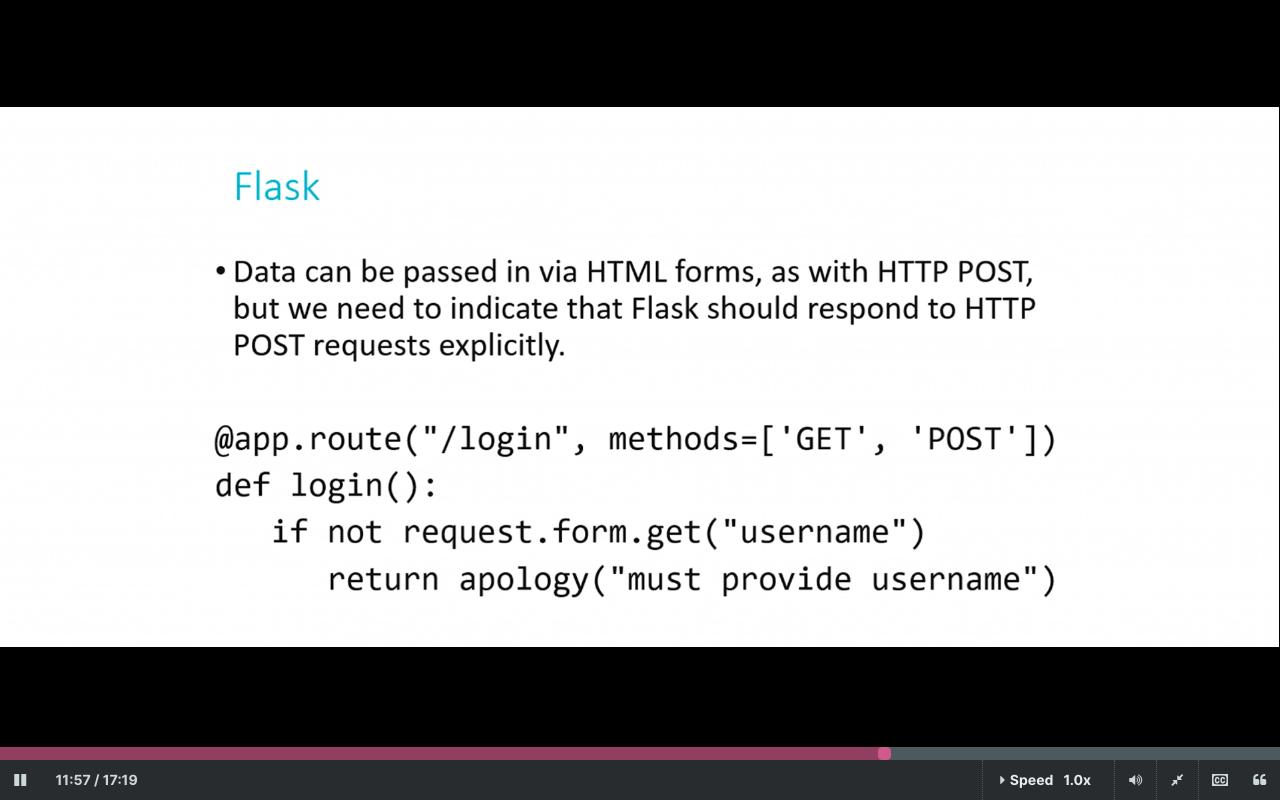 Flask
• Data can be passed in via HTML forms, as with HTTP POST,
but we need to indicate that Flask should respond to HTTP
POST requests explicitly.
@app.route("/login", methods=['GET', 'POST'])
def login():
if not request.form.get("username")
return apology("must provide username")
11:57 / 17:19
Speed 1.0x
CC